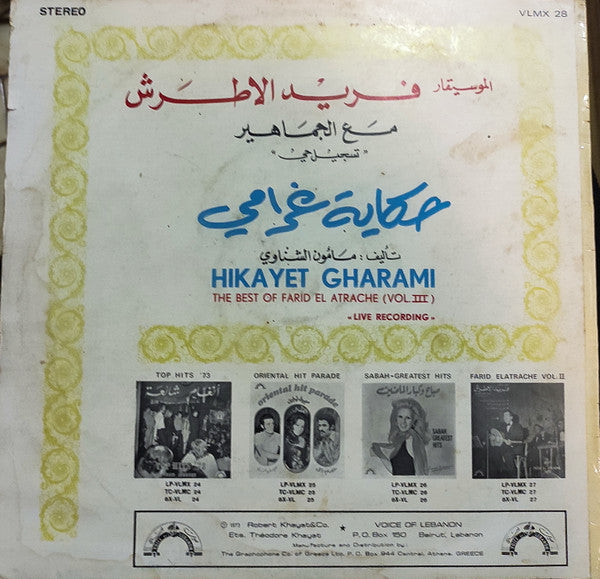 STEREO
VLMX 28
الموسيقار فريد الاطرش
مع الجماهير
"تسجيل حي"
حكاية غرامي
تأليف : مأمون الشناوي
HIKAYET GHARAMI
THE BEST OF FARID EL ATRACHE (VOL.III)
"LIVE RECORDING"
TOP HITS '73
ORIENTAL HIT PARADE
SABAH-GREATEST HITS
FARID ELATRACHE VOL.II
oriental hit parade
SABAH
GREATEST
HITS
LP-VLMX 24
TC-VLMC 24
8X-VL 24
LP-VLMX 25
TC-VLMC 25
8X-VL 25
LP-VLMX 26
TC-VLMC 26
8X-VL 26
LP-VLMX 27
TC-VLMC 27
8X-VL 27
Ⓟ 1973 Robert Khayat&Co. ★ VOICE OF LEBANON
Ets. Théodore Khayat P.O. Box 150 Beirut, Lebanon
Manufacture and Distribution by:
The Gramophone Co. of Greece Ltd. P.O. Box 944 Central, Athens, GREECE